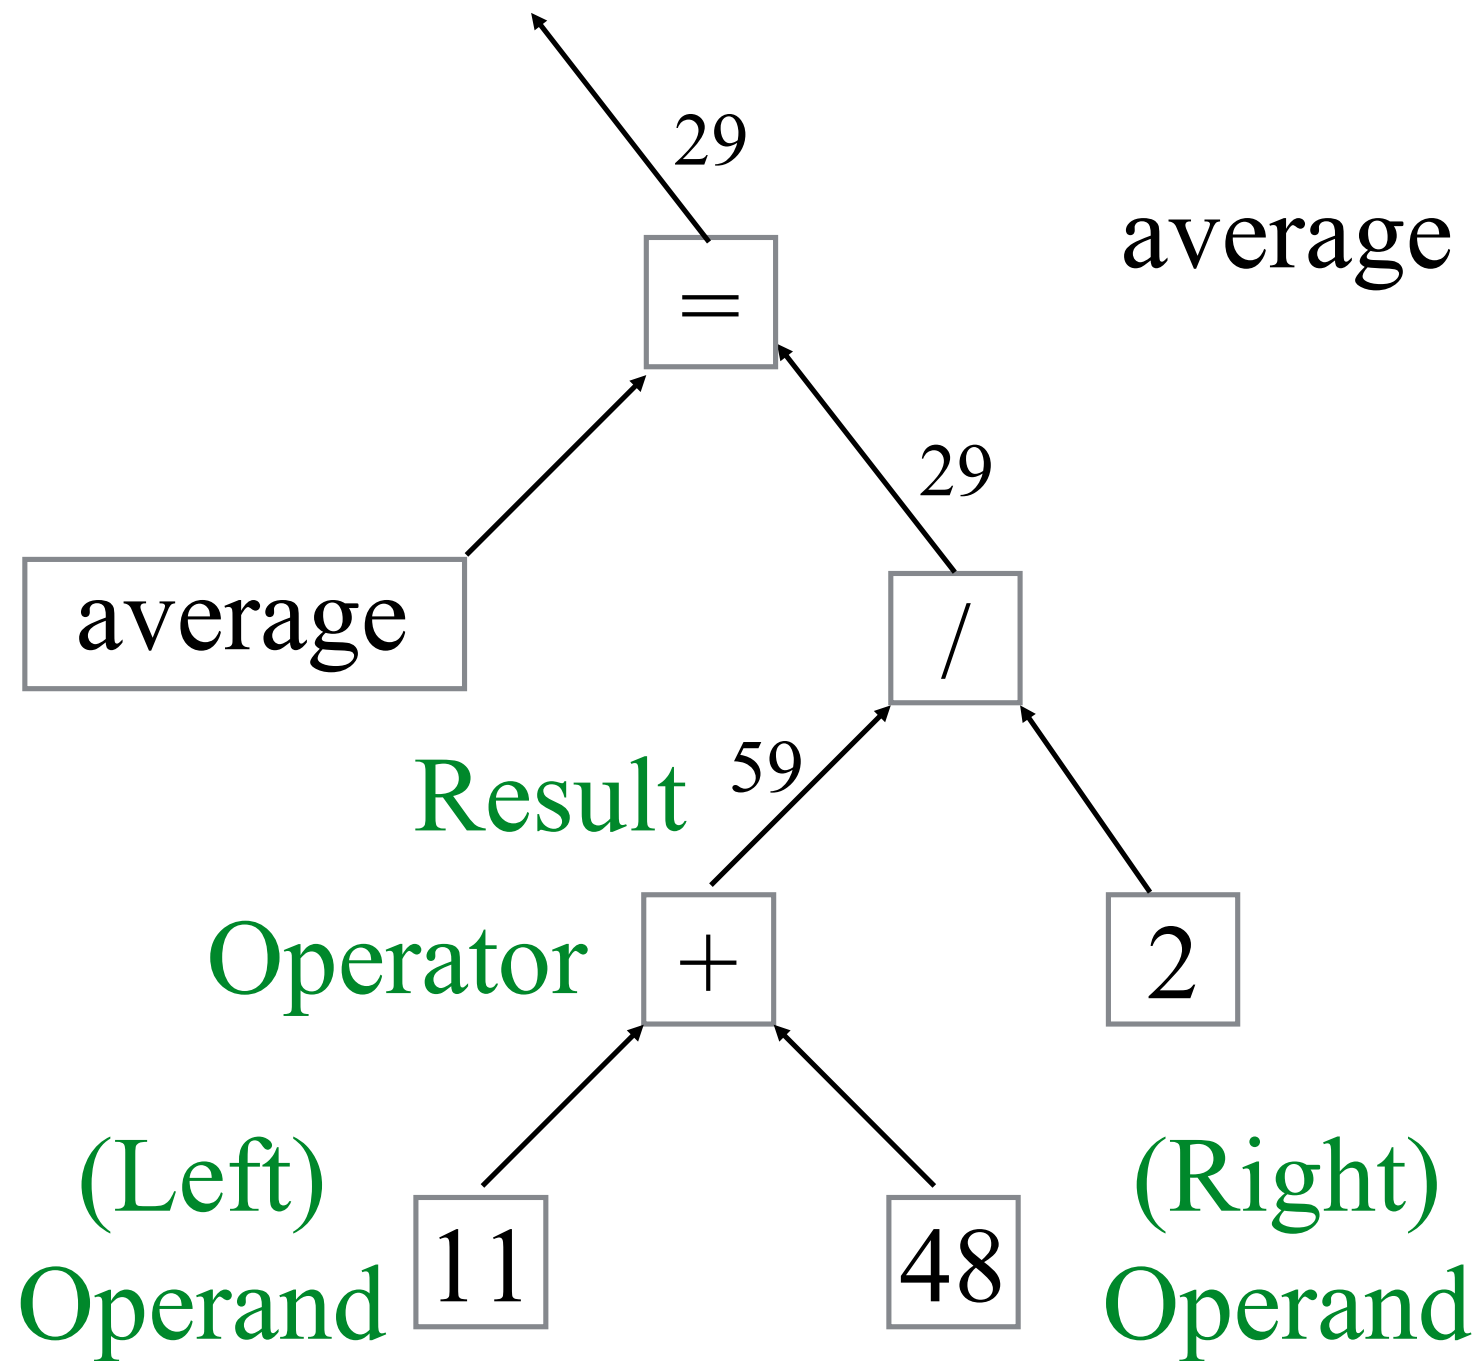 29
average
=
29
average
/
Result 59
Operator + 2
(Left) (Right)
Operand 11 48 Operand